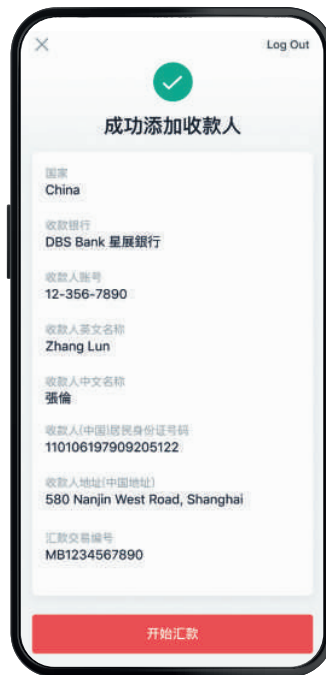 Log Out
成功添加收款人
国家
China
收款银行
DBS Bank 星展銀行
收款人账号
12-356-7890
收款人英文名称
Zhang Lun
收款人中文名称
張倫
收款人(中国)居民身份证号码
110106197909205122
收款人地址(中国地址)
580 Nanjin West Road, Shanghai
汇款交易编号
MB1234567890
开始汇款